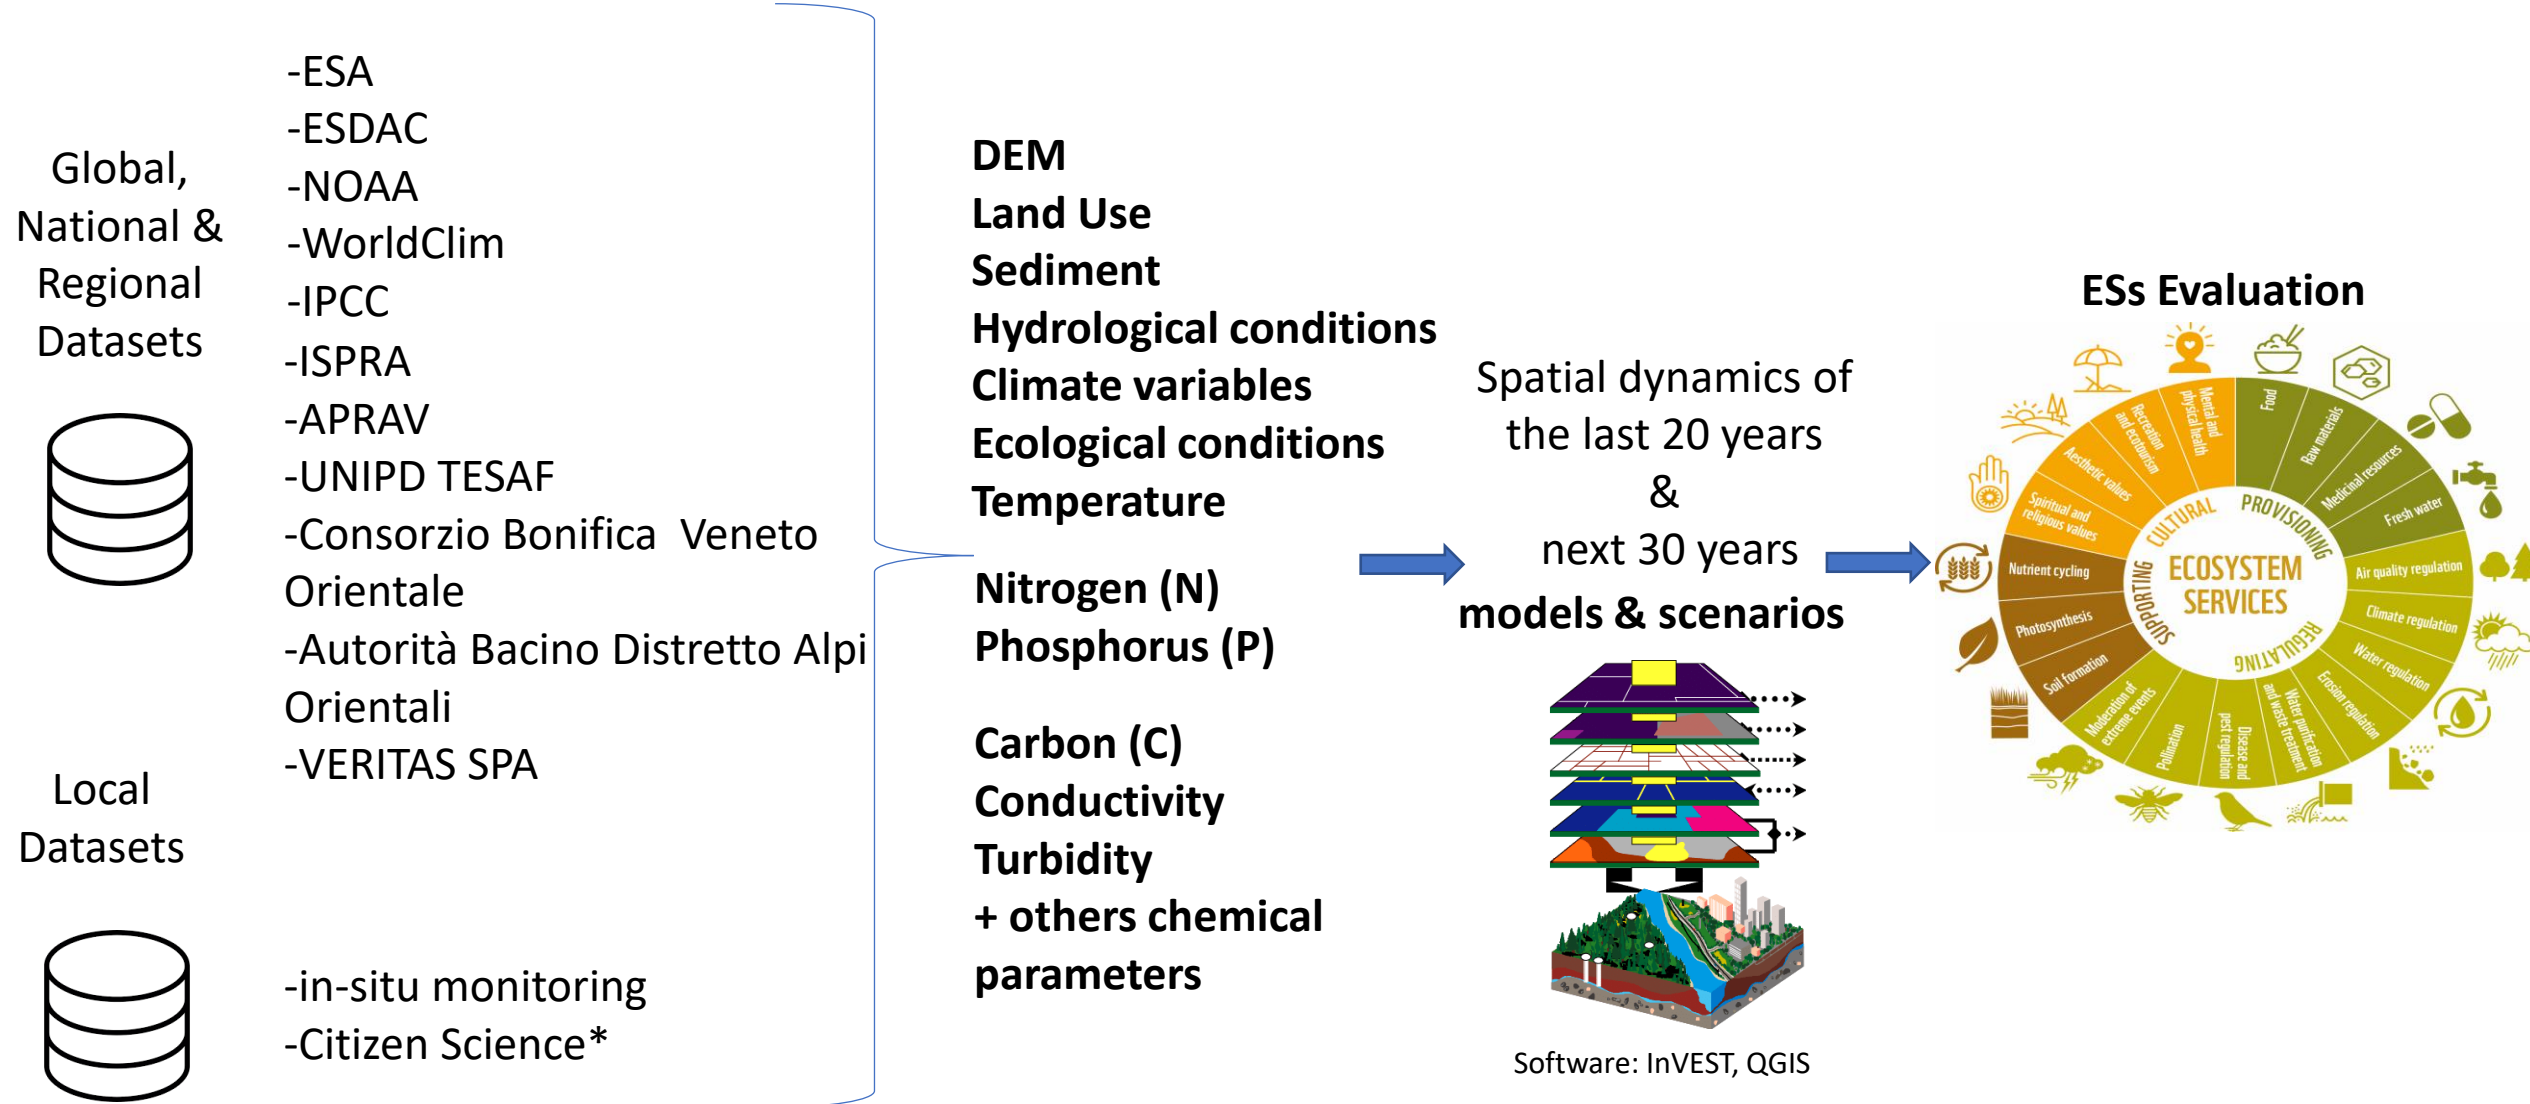 Global,
National &
Regional
Datasets
-ESA
-ESDAC
-NOAA
-WorldClim
-IPCC
-ISPRA
-APRAV
-UNIPD TESAF
-Consorzio Bonifica  Veneto
Orientale
-Autorità Bacino Distretto Alpi
Orientali
-VERITAS SPA
Local
Datasets
-in-situ monitoring
-Citizen Science*
DEM
Land Use
Sediment
Hydrological conditions
Climate variables
Ecological conditions
Temperature
Nitrogen (N)
Phosphorus (P)
Carbon (C)
Conductivity
Turbidity
+ others chemical
parameters
Spatial dynamics of
the last 20 years
&
next 30 years
models & scenarios
Software: InVEST, QGIS
ESs Evaluation
ECOSYSTEM
SERVICES
PROVISIONING
Food
Raw materials
Medicinal resources
Fresh water
REGULATING
Air quality regulation
Climate regulation
Water regulation
Erosion regulation
Water purification
and waste treatment
Disease and
pest regulation
Pollination
Moderation of
extreme events
SUPPORTING
Soil formation
Photosynthesis
Nutrient cycling
CULTURAL
Spiritual and
religious values
Aesthetic values
Recreation
and ecotourism
Mental and
physical health